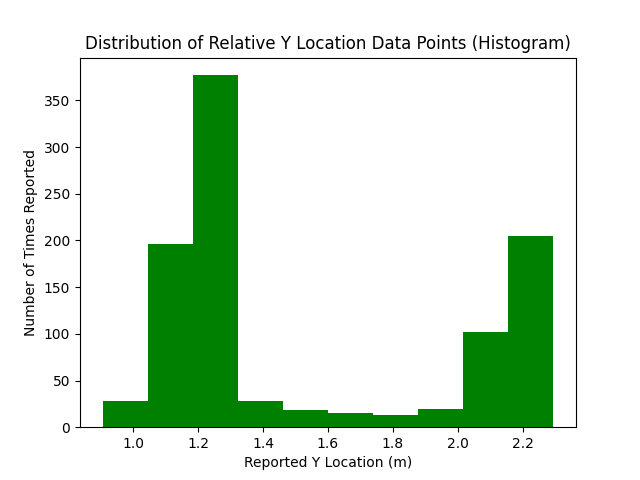 Distribution of Relative Y Location Data Points (Histogram)
350
300
250
200
150
100
50
0
Number of Times Reported
1.0 1.2 1.4 1.6 1.8 2.0 2.2
Reported Y Location (m)